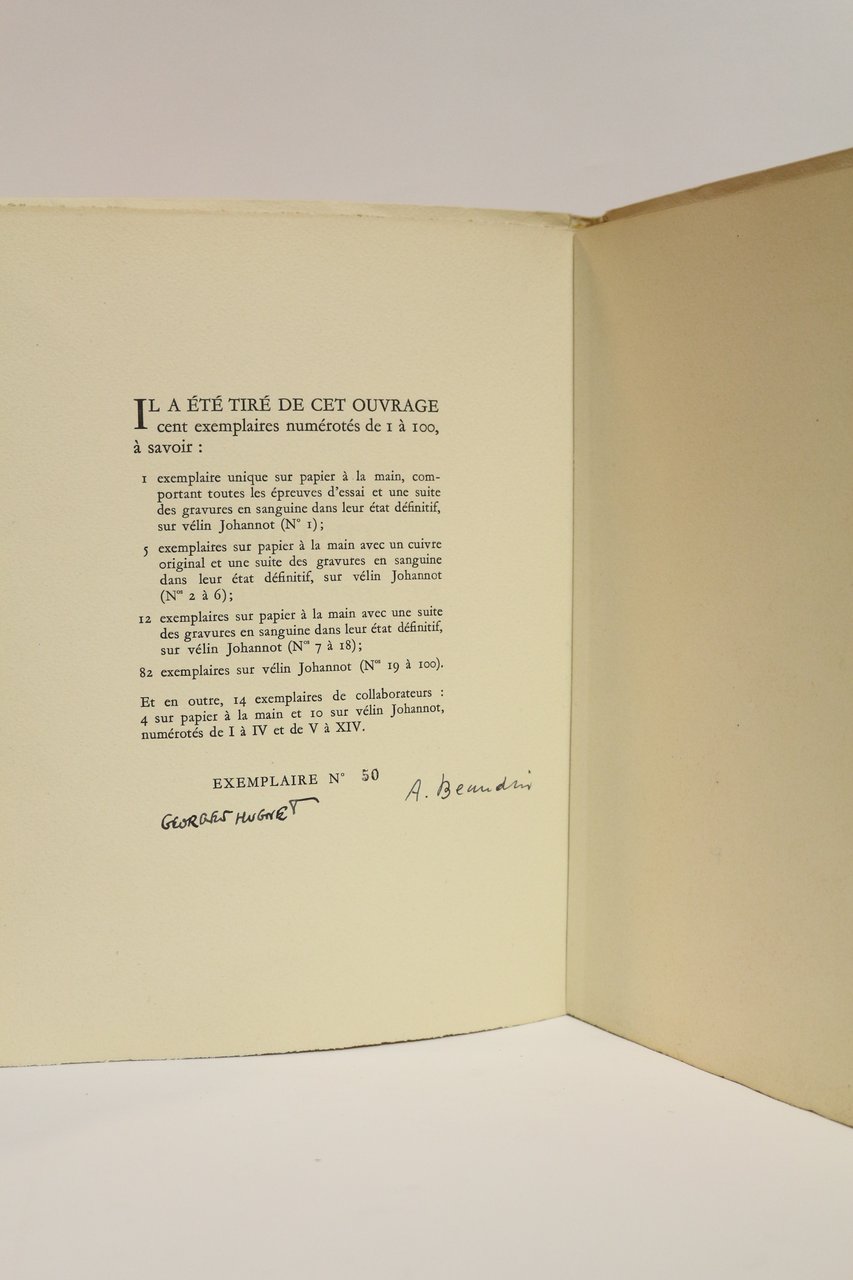 IL A ÉTÉ TIRÉ DE CET OUVRAGE
cent exemplaires numérotés de 1 à 100,
à savoir :
1 exemplaire unique sur papier à la main, com-
portant toutes les épreuves d'essai et une suite
des gravures en sanguine dans leur état définitif,
sur vélin Johannot (N° 1);
5 exemplaires sur papier à la main avec un cuivre
original et une suite des gravures en sanguine
dans leur état définitif, sur vélin Johannot
(Nos 2 à 6);
12 exemplaires sur papier à la main avec une suite
des gravures en sanguine dans leur état définitif,
sur vélin Johannot (Nos 7 à 18);
82 exemplaires sur vélin Johannot (Nos 19 à 100).
Et en outre, 14 exemplaires de collaborateurs :
4 sur papier à la main et 10 sur vélin Johannot,
numérotés de I à IV et de V à XIV.
EXEMPLAIRE N° 50
A. Beaudin
GEORGES HUGNET